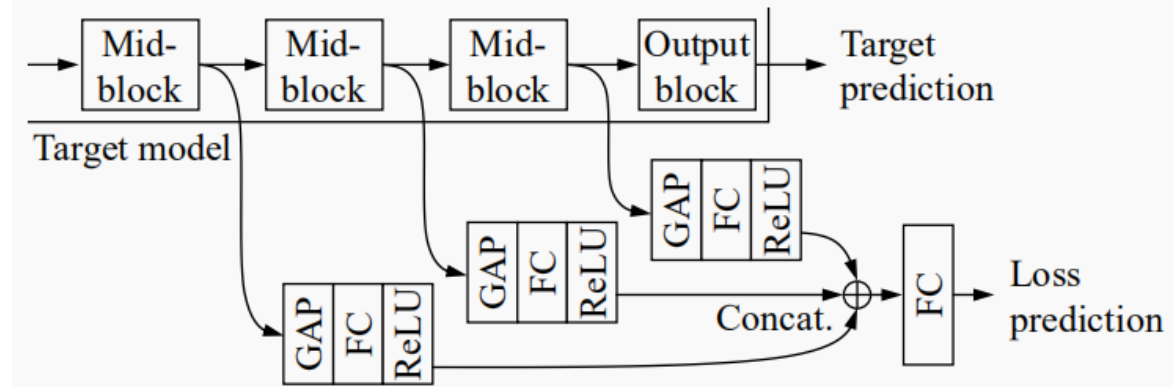 Mid-
block
Mid-
block
Mid-
block
Output
block
Target
prediction
Target model
GAP
FC
ReLU
GAP
FC
ReLU
GAP
FC
ReLU
Concat.
FC
Loss
prediction